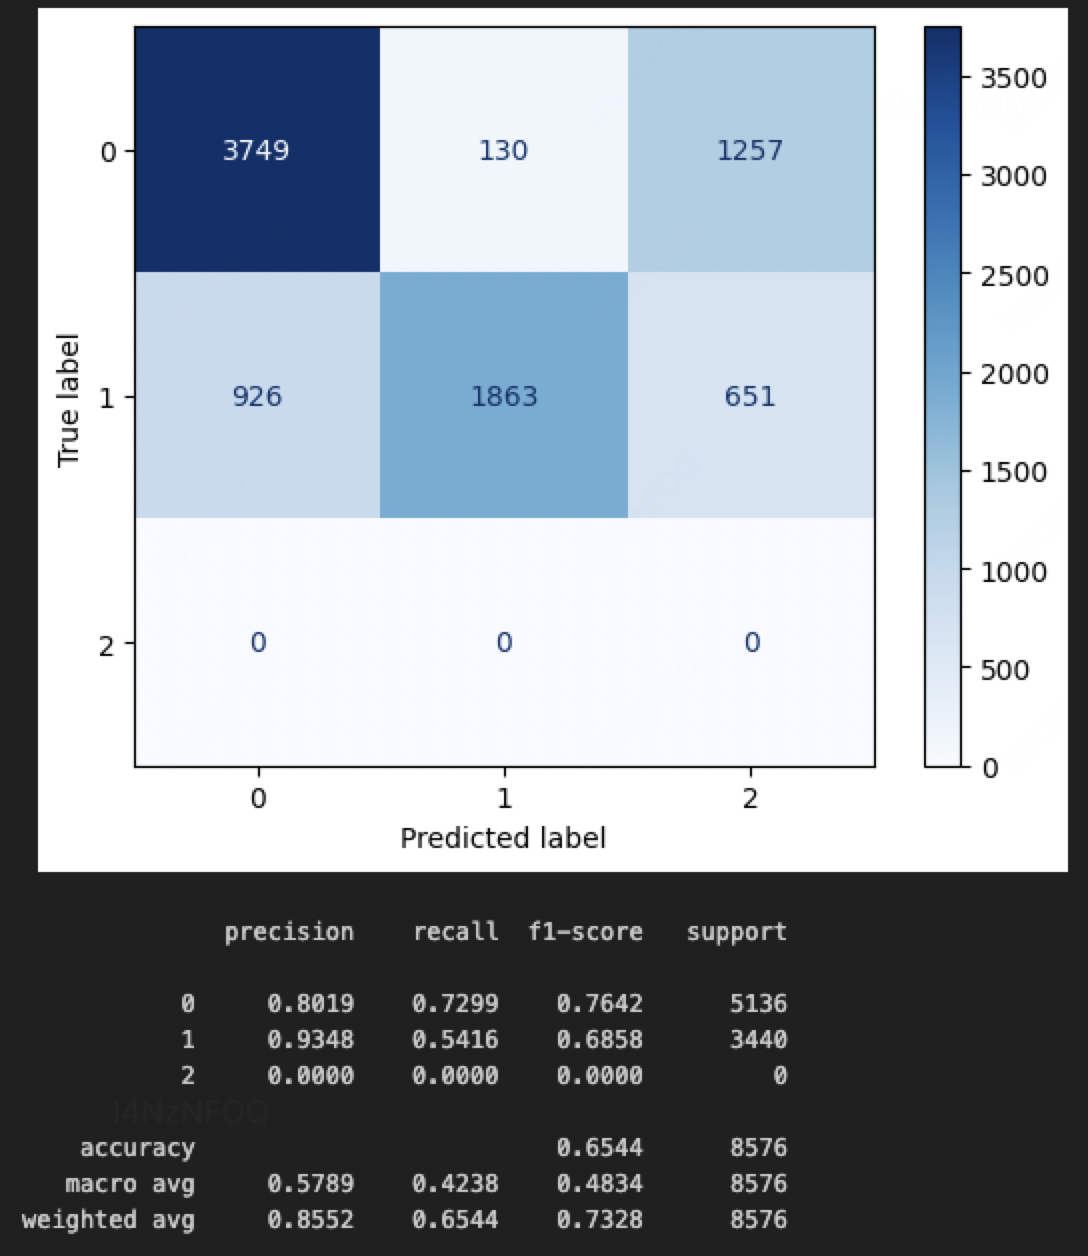 3500
0 3749 130 1257
3000
2500
True label
1 926 1863 651
2000
1500
1000
2 0 0 0
500
0
0 1 2
Predicted label
precision recall f1-score support
0 0.8019 0.7299 0.7642 5136
1 0.9348 0.5416 0.6858 3440
2 0.0000 0.0000 0.0000 0
I4NzNFOQ
accuracy 0.6544 8576
macro avg 0.5789 0.4238 0.4834 8576
weighted avg 0.8552 0.6544 0.7328 8576